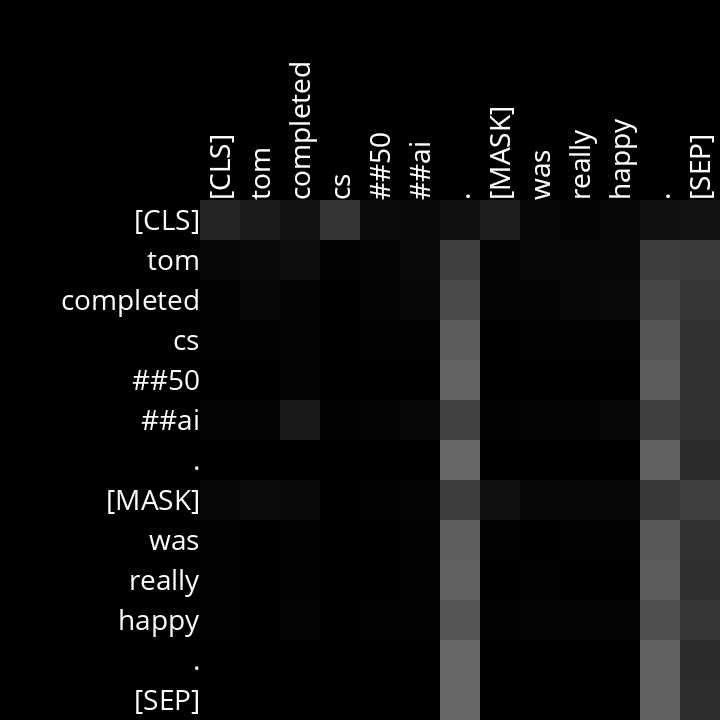 [CLS]
tom
completed
cs
##50
##ai
.
[MASK]
was
really
happy
.
[SEP]
[CLS]
tom
completed
cs
##50
##ai
.
[MASK]
was
really
happy
.
[SEP]